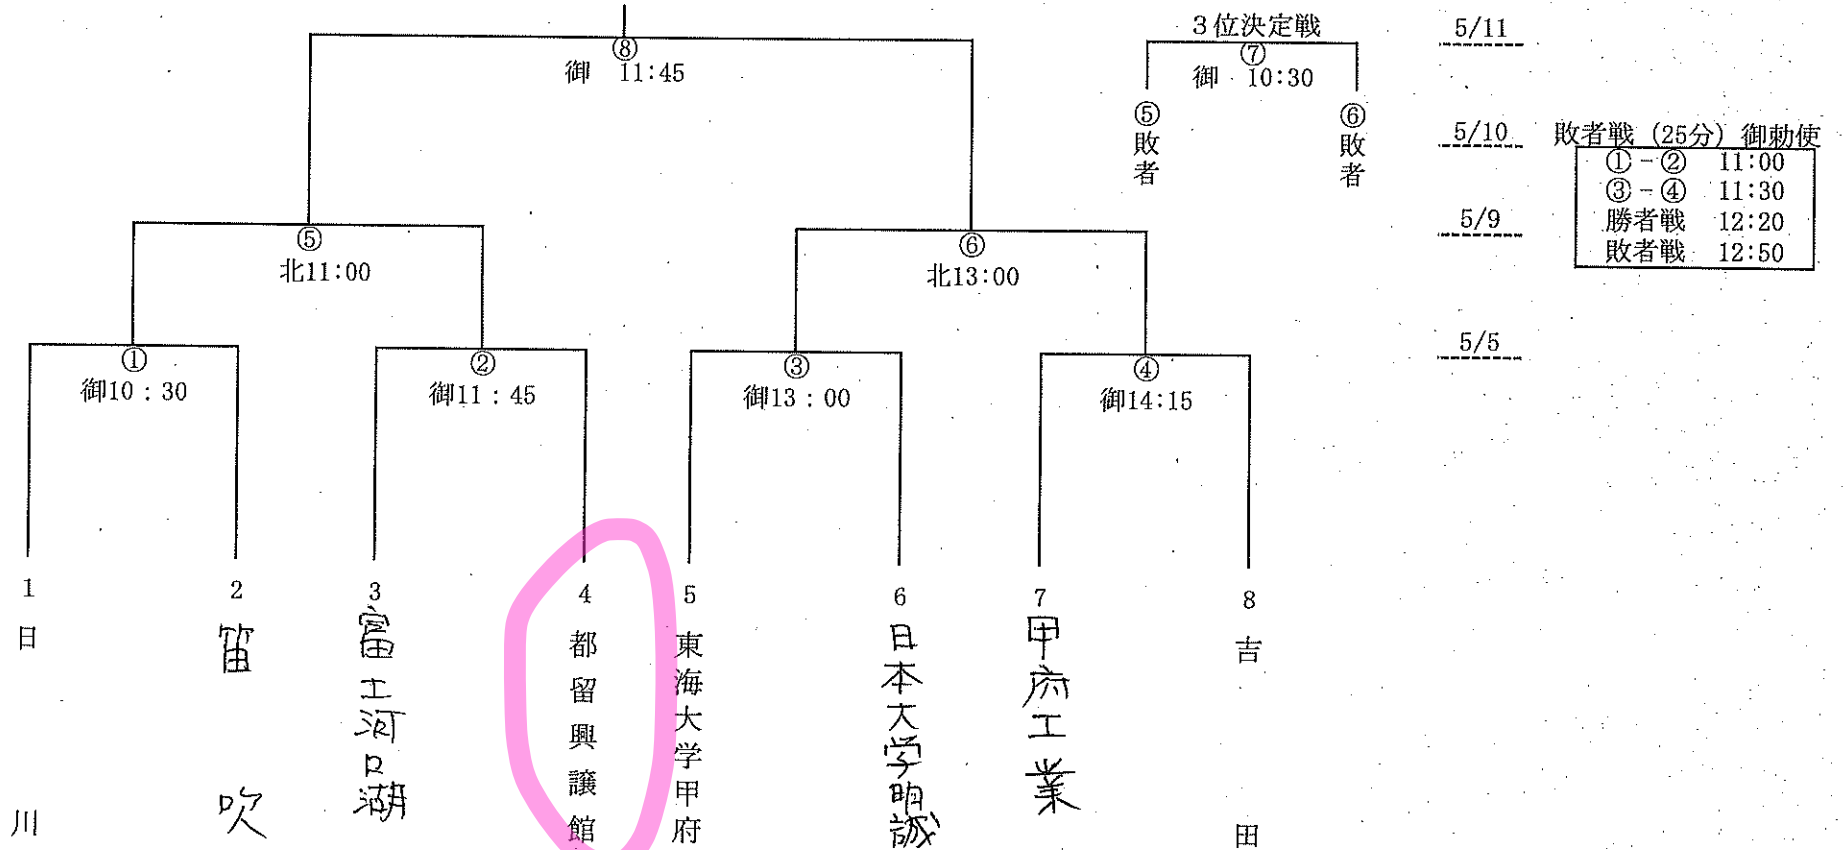 ⑧
御 11:45
3位決定戦
⑦
御 10:30
⑤敗者
⑥敗者
5/11
5/10
敗者戦 (25分) 御勅使
①-② 11:00
③-④ 11:30
勝者戦 12:20
敗者戦 12:50
5/9
⑤
北11:00
⑥
北13:00
5/5
①
御10:30
②
御11:45
③
御13:00
④
御14:15
1
日川
2
笛吹
3
富士河口湖
4
都留興譲館
5
東海大学甲府
6
日本大学明誠
7
甲府工業
8
吉田